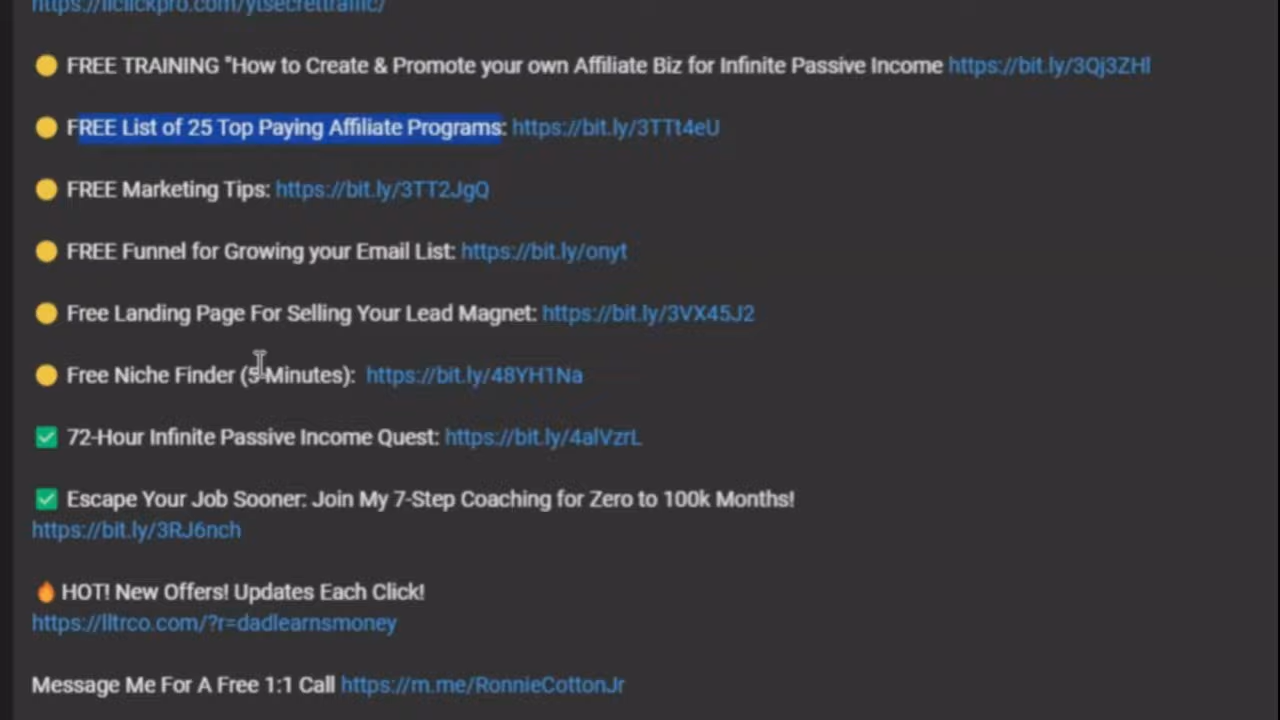 https://llclickpro.com/ytsecrettraffic/
🟡 FREE TRAINING "How to Create & Promote your own Affiliate Biz for Infinite Passive Income https://bit.ly/3Qj3ZHl
🟡 FREE List of 25 Top Paying Affiliate Programs: https://bit.ly/3TTt4eU
🟡 FREE Marketing Tips: https://bit.ly/3TT2JgQ
🟡 FREE Funnel for Growing your Email List: https://bit.ly/onyt
🟡 Free Landing Page For Selling Your Lead Magnet: https://bit.ly/3VX45J2
🟡 Free Niche Finder (5 Minutes): https://bit.ly/48YH1Na
✅ 72-Hour Infinite Passive Income Quest: https://bit.ly/4alVzrL
✅ Escape Your Job Sooner: Join My 7-Step Coaching for Zero to 100k Months!
https://bit.ly/3RJ6nch
🔥 HOT! New Offers! Updates Each Click!
https://lltrco.com/?r=dadlearnsmoney
Message Me For A Free 1:1 Call https://m.me/RonnieCottonJr